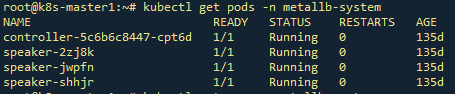 root@k8s-master1:~# kubectl get pods -n metallb-system
NAME READY STATUS RESTARTS AGE
controller-5c6b6c8447-cpt6d 1/1 Running 0 135d
speaker-2zj8k 1/1 Running 0 135d
speaker-jwpfn 1/1 Running 0 135d
speaker-shhjr 1/1 Running 0 135d